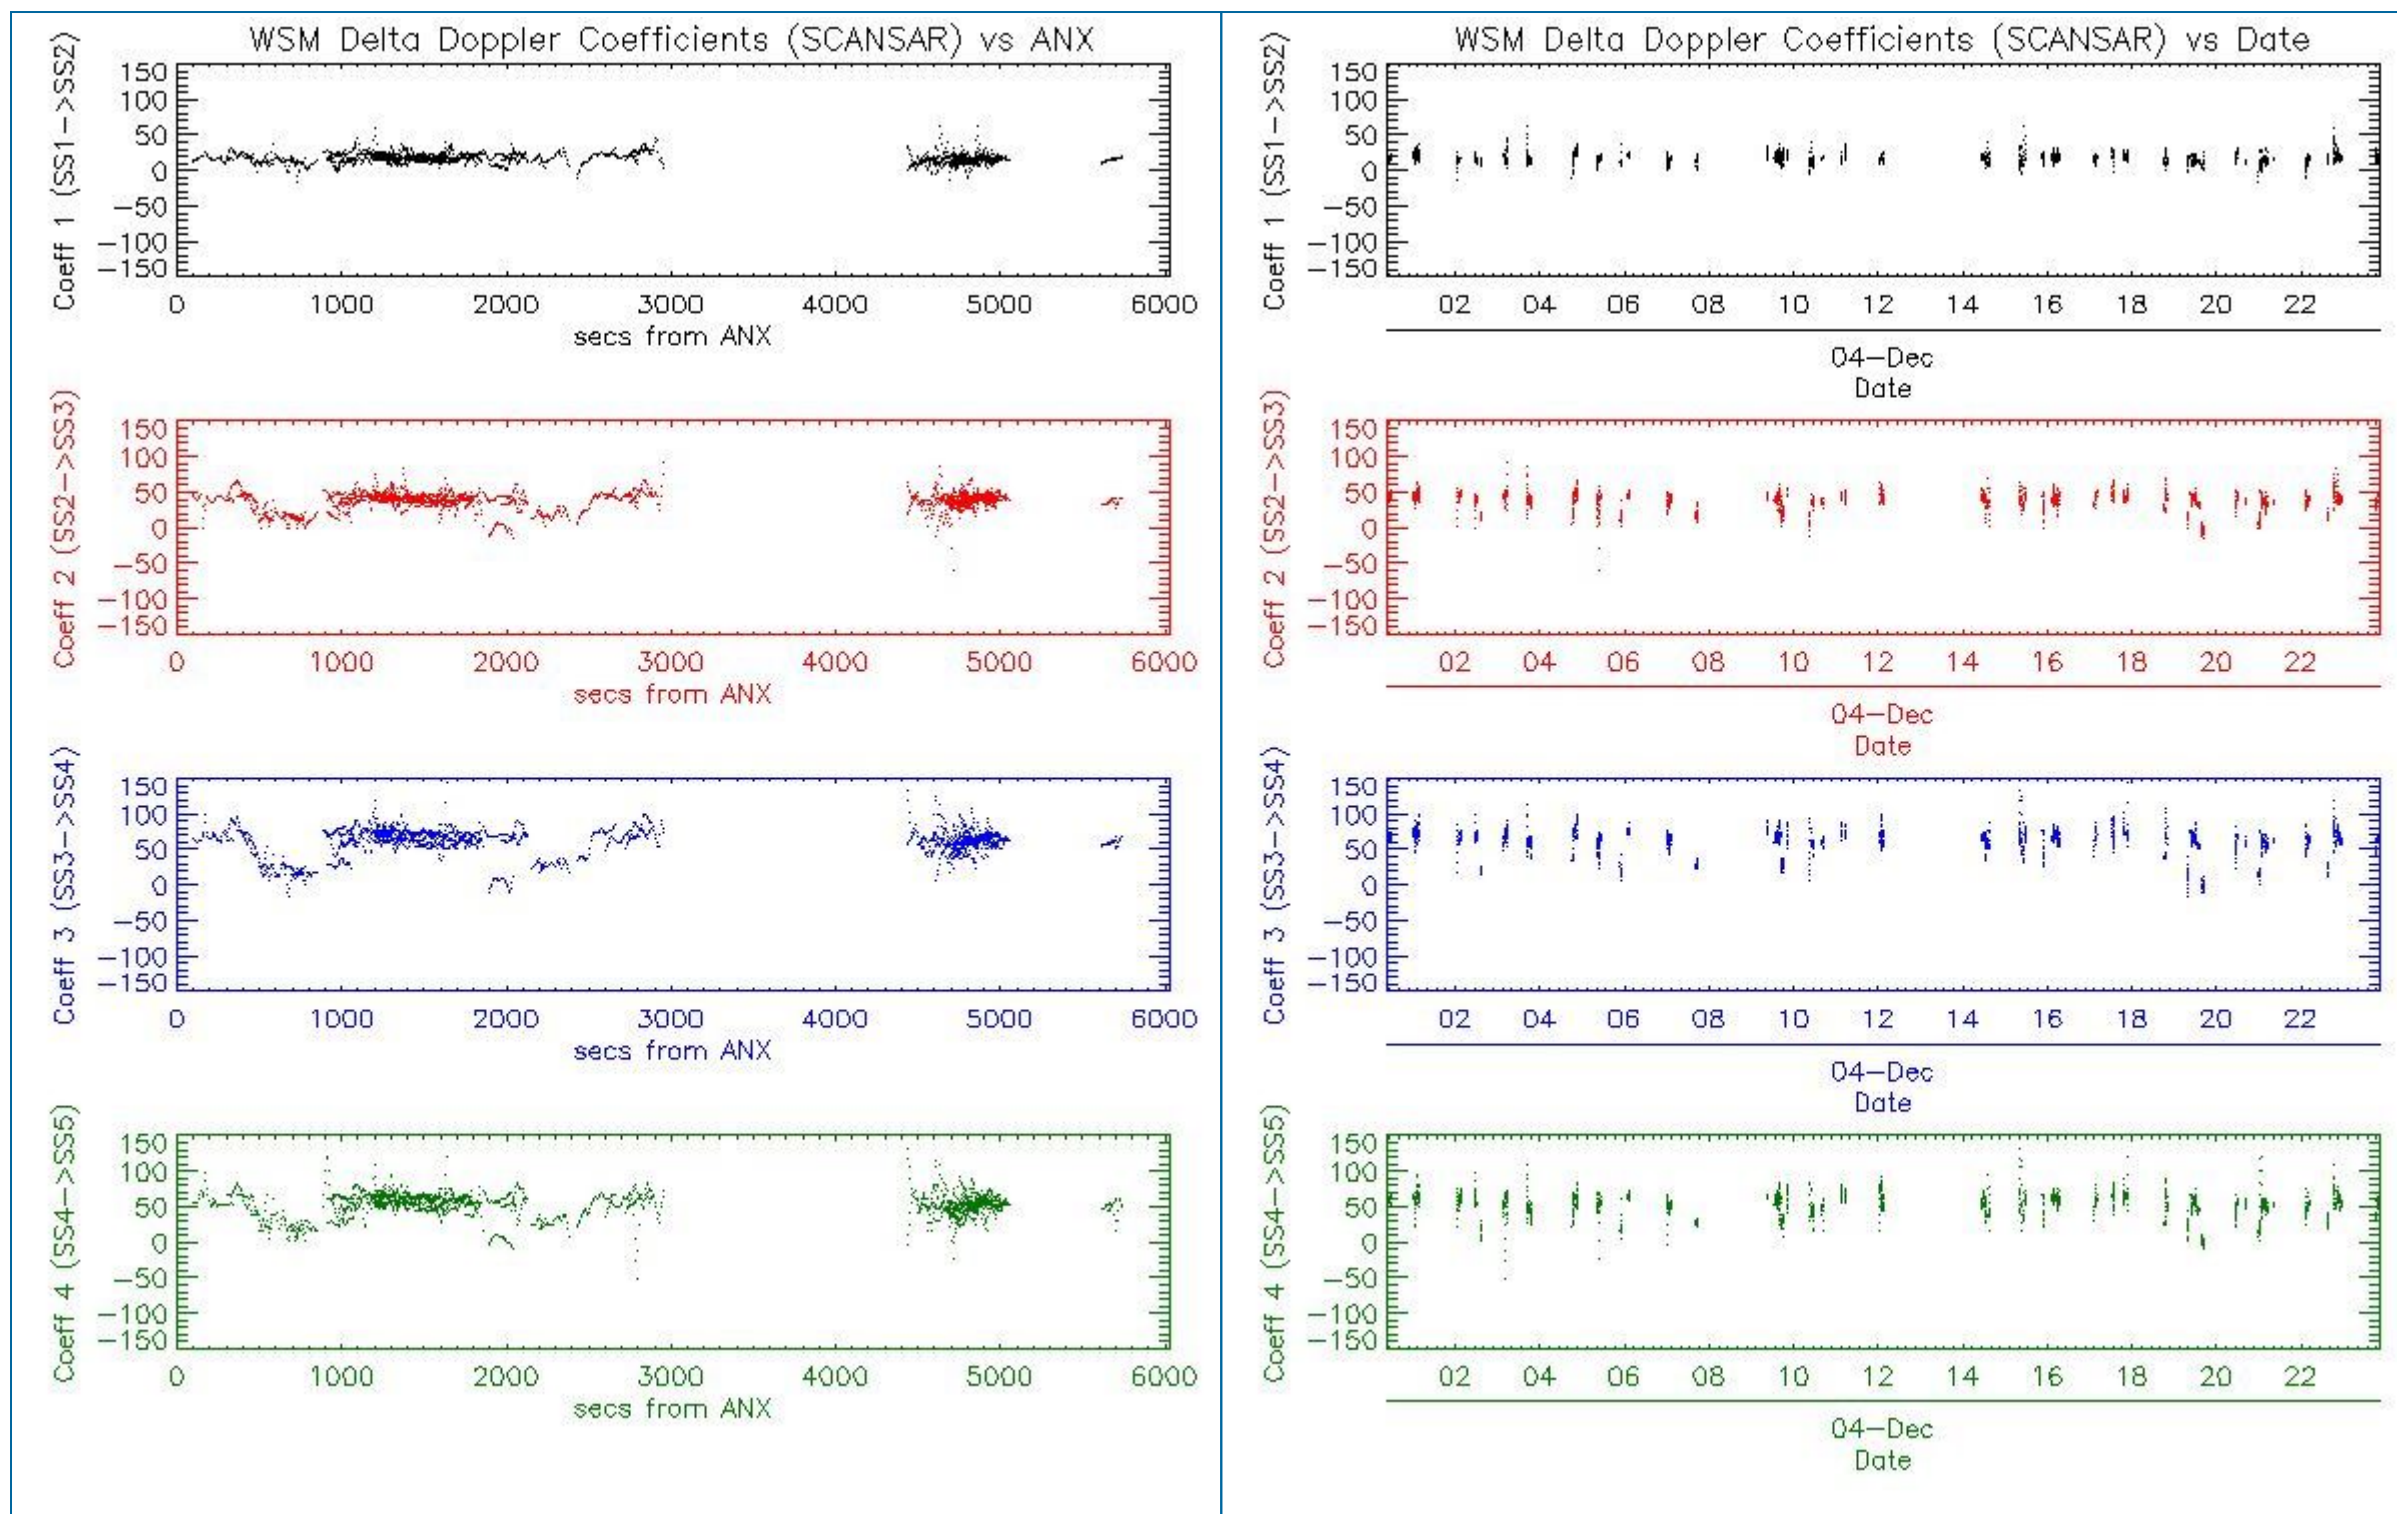 WSM Delta Doppler Coefficients (SCANSAR) vs ANX
Coeff 1 (SS1->SS2)
150
100
50
0
-50
-100
-150
0 1000 2000 3000 4000 5000 6000
secs from ANX
Coeff 2 (SS2->SS3)
150
100
50
0
-50
-100
-150
0 1000 2000 3000 4000 5000 6000
secs from ANX
Coeff 3 (SS3->SS4)
150
100
50
0
-50
-100
-150
0 1000 2000 3000 4000 5000 6000
secs from ANX
Coeff 4 (SS4->SS5)
150
100
50
0
-50
-100
-150
0 1000 2000 3000 4000 5000 6000
secs from ANX
WSM Delta Doppler Coefficients (SCANSAR) vs Date
Coeff 1 (SS1->SS2)
150
100
50
0
-50
-100
-150
02 04 06 08 10 12 14 16 18 20 22
04-Dec
Date
Coeff 2 (SS2->SS3)
150
100
50
0
-50
-100
-150
02 04 06 08 10 12 14 16 18 20 22
04-Dec
Date
Coeff 3 (SS3->SS4)
150
100
50
0
-50
-100
-150
02 04 06 08 10 12 14 16 18 20 22
04-Dec
Date
Coeff 4 (SS4->SS5)
150
100
50
0
-50
-100
-150
02 04 06 08 10 12 14 16 18 20 22
04-Dec
Date